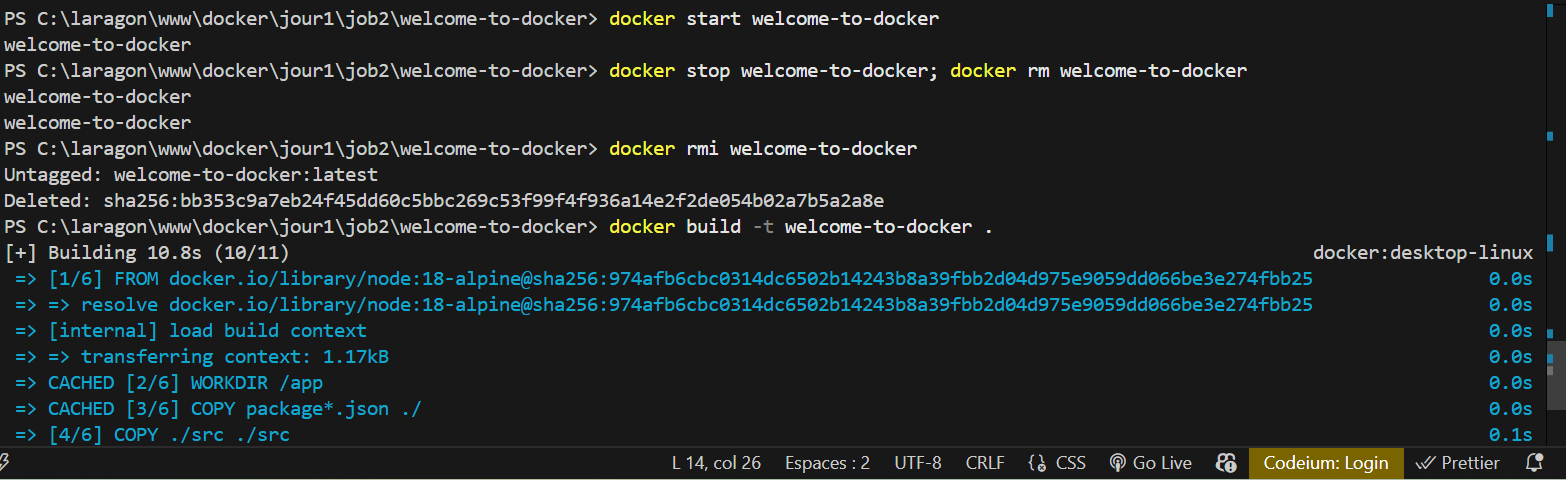 PS C:\laragon\www\docker\jour1\job2\welcome-to-docker> docker start welcome-to-docker
welcome-to-docker
PS C:\laragon\www\docker\jour1\job2\welcome-to-docker> docker stop welcome-to-docker; docker rm welcome-to-docker
welcome-to-docker
welcome-to-docker
PS C:\laragon\www\docker\jour1\job2\welcome-to-docker> docker rmi welcome-to-docker
Untagged: welcome-to-docker:latest
Deleted: sha256:bb353c9a7eb24f45dd60c5bbc269c53f99f4f936a14e2f2de054b02a7b5a2a8e
PS C:\laragon\www\docker\jour1\job2\welcome-to-docker> docker build -t welcome-to-docker .
[+] Building 10.8s (10/11) docker:desktop-linux
=> [1/6] FROM docker.io/library/node:18-alpine@sha256:974afb6cbc0314dc6502b14243b8a39fbb2d04d975e9059dd066be3e274fbb25 0.0s
=> => resolve docker.io/library/node:18-alpine@sha256:974afb6cbc0314dc6502b14243b8a39fbb2d04d975e9059dd066be3e274fbb25 0.0s
=> [internal] load build context 0.0s
=> => transferring context: 1.17kB 0.0s
=> CACHED [2/6] WORKDIR /app 0.0s
=> CACHED [3/6] COPY package*.json ./ 0.0s
=> [4/6] COPY ./src ./src 0.1s
L 14, col 26 Espaces : 2 UTF-8 CRLF CSS Go Live Codeium: Login Prettier